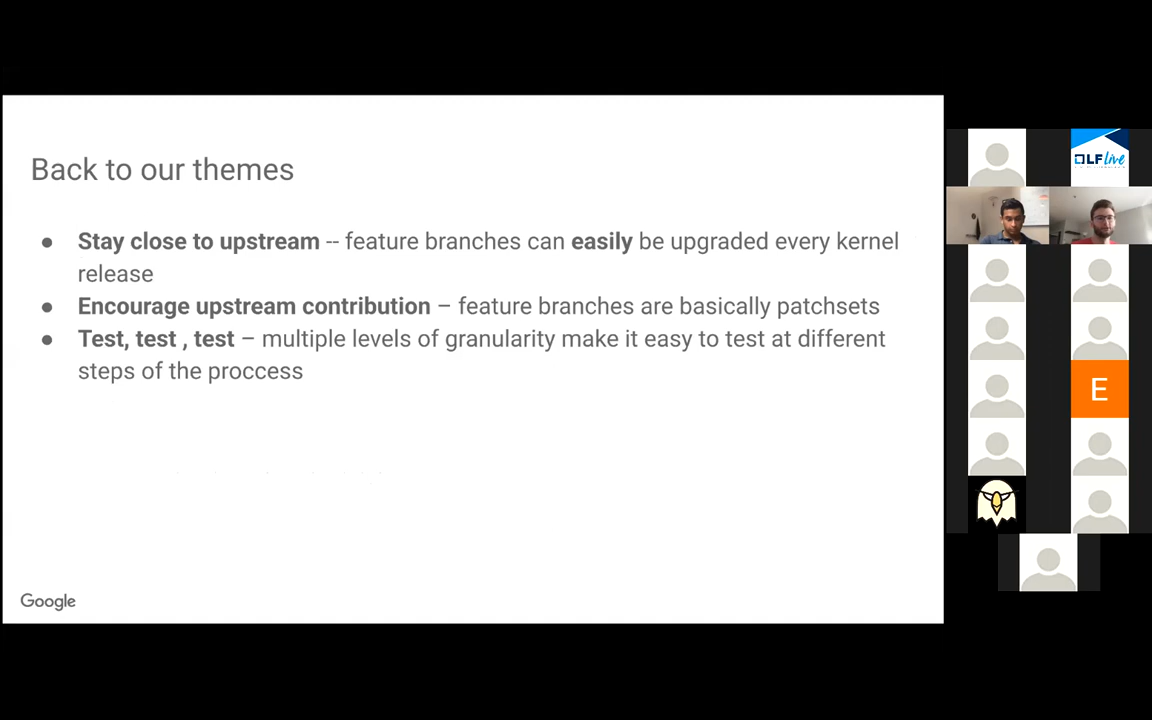 Back to our themes
● Stay close to upstream -- feature branches can easily be upgraded every kernel
release
● Encourage upstream contribution – feature branches are basically patchsets
● Test, test , test – multiple levels of granularity make it easy to test at different
steps of the proccess
Google
LF Live
E